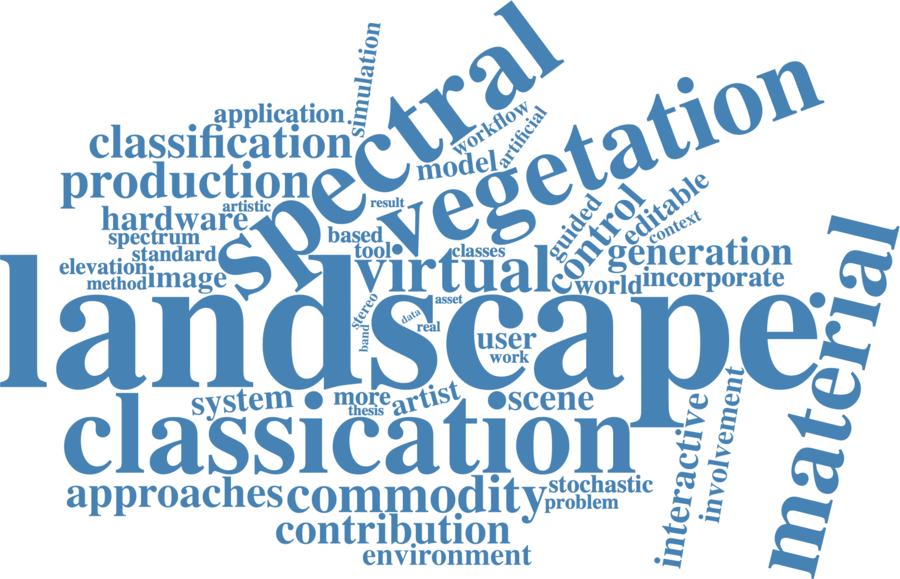 simulation
spectral
application
workflow
artificial
classification
model
vegetation
production
artistic
result
hardware
guided
control
editable
context
spectrum
based
standard
tool
classes
generation
elevation
method
image
virtual
world
incorporate
landscape
stereo
asset
data
real
band
user
work
material
system
more
thesis
artist
scene
interactive
involvement
classication
approaches
commodity
stochastic
problem
contribution
environment